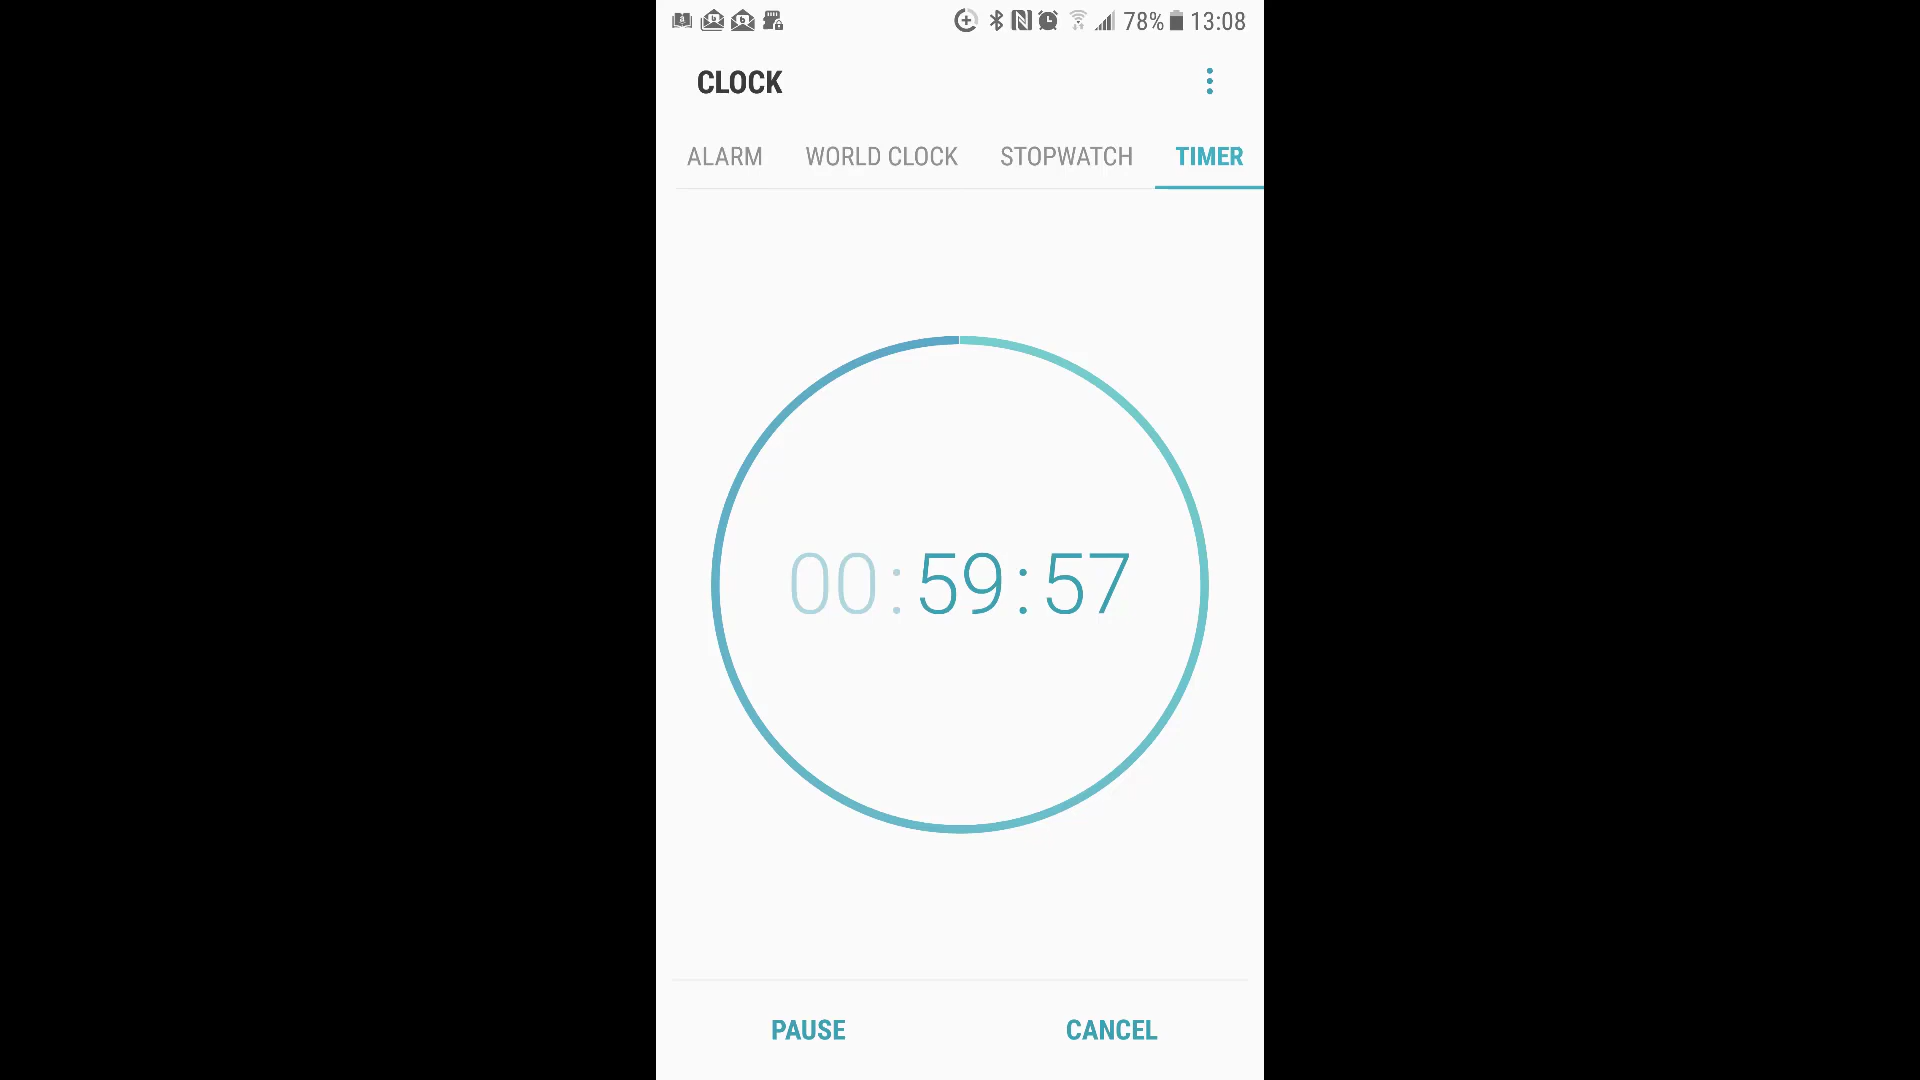 78% 13:08
CLOCK
ALARM WORLD CLOCK STOPWATCH TIMER
00:59:57
PAUSE CANCEL